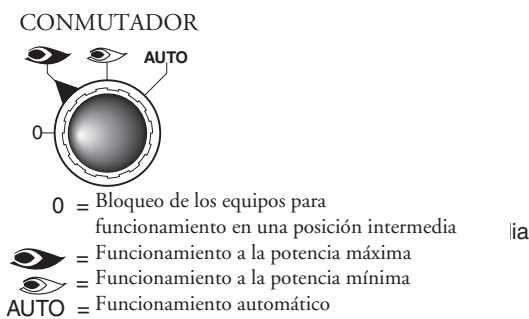 CONMUTADOR
AUTO
0
0 = Bloqueo de los equipos para
funcionamiento en una posición intermedia
= Funcionamiento a la potencia máxima
= Funcionamiento a la potencia mínima
AUTO = Funcionamiento automático